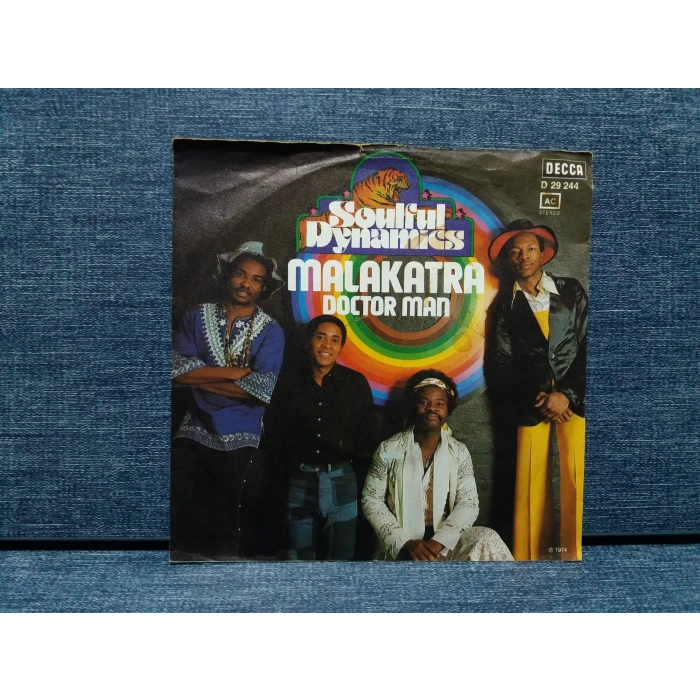 DECCA
D 29 244
AC
STEREO
Soulful
Dynamics
MALAKATRA
DOCTOR MAN
℗ 1974